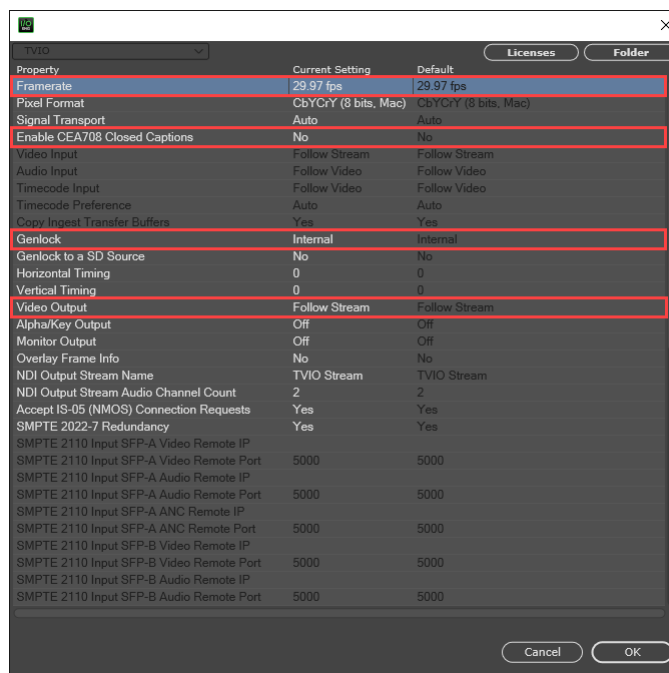 TVIO
Licenses Folder
Property Current Setting Default
Framerate 29.97 fps 29.97 fps
Pixel Format CbYCrY (8 bits, Mac) CbYCrY (8 bits, Mac)
Signal Transport Auto Auto
Enable CEA708 Closed Captions No No
Video Input Follow Stream Follow Stream
Audio Input Follow Video Follow Video
Timecode Input Follow Video Follow Video
Timecode Preference Auto Auto
Copy Ingest Transfer Buffers Yes Yes
Genlock Internal Internal
Genlock to a SD Source No No
Horizontal Timing 0 0
Vertical Timing 0 0
Video Output Follow Stream Follow Stream
Alpha/Key Output Off Off
Monitor Output Off Off
Overlay Frame Info No No
NDI Output Stream Name TVIO Stream TVIO Stream
NDI Output Stream Audio Channel Count 2 2
Accept IS-05 (NMOS) Connection Requests Yes Yes
SMPTE 2022-7 Redundancy Yes Yes
SMPTE 2110 Input SFP-A Video Remote IP
SMPTE 2110 Input SFP-A Video Remote Port 5000 5000
SMPTE 2110 Input SFP-A Audio Remote IP
SMPTE 2110 Input SFP-A Audio Remote Port 5000 5000
SMPTE 2110 Input SFP-A ANC Remote IP
SMPTE 2110 Input SFP-A ANC Remote Port 5000 5000
SMPTE 2110 Input SFP-B Video Remote IP
SMPTE 2110 Input SFP-B Video Remote Port 5000 5000
SMPTE 2110 Input SFP-B Audio Remote IP
SMPTE 2110 Input SFP-B Audio Remote Port 5000 5000
Cancel OK